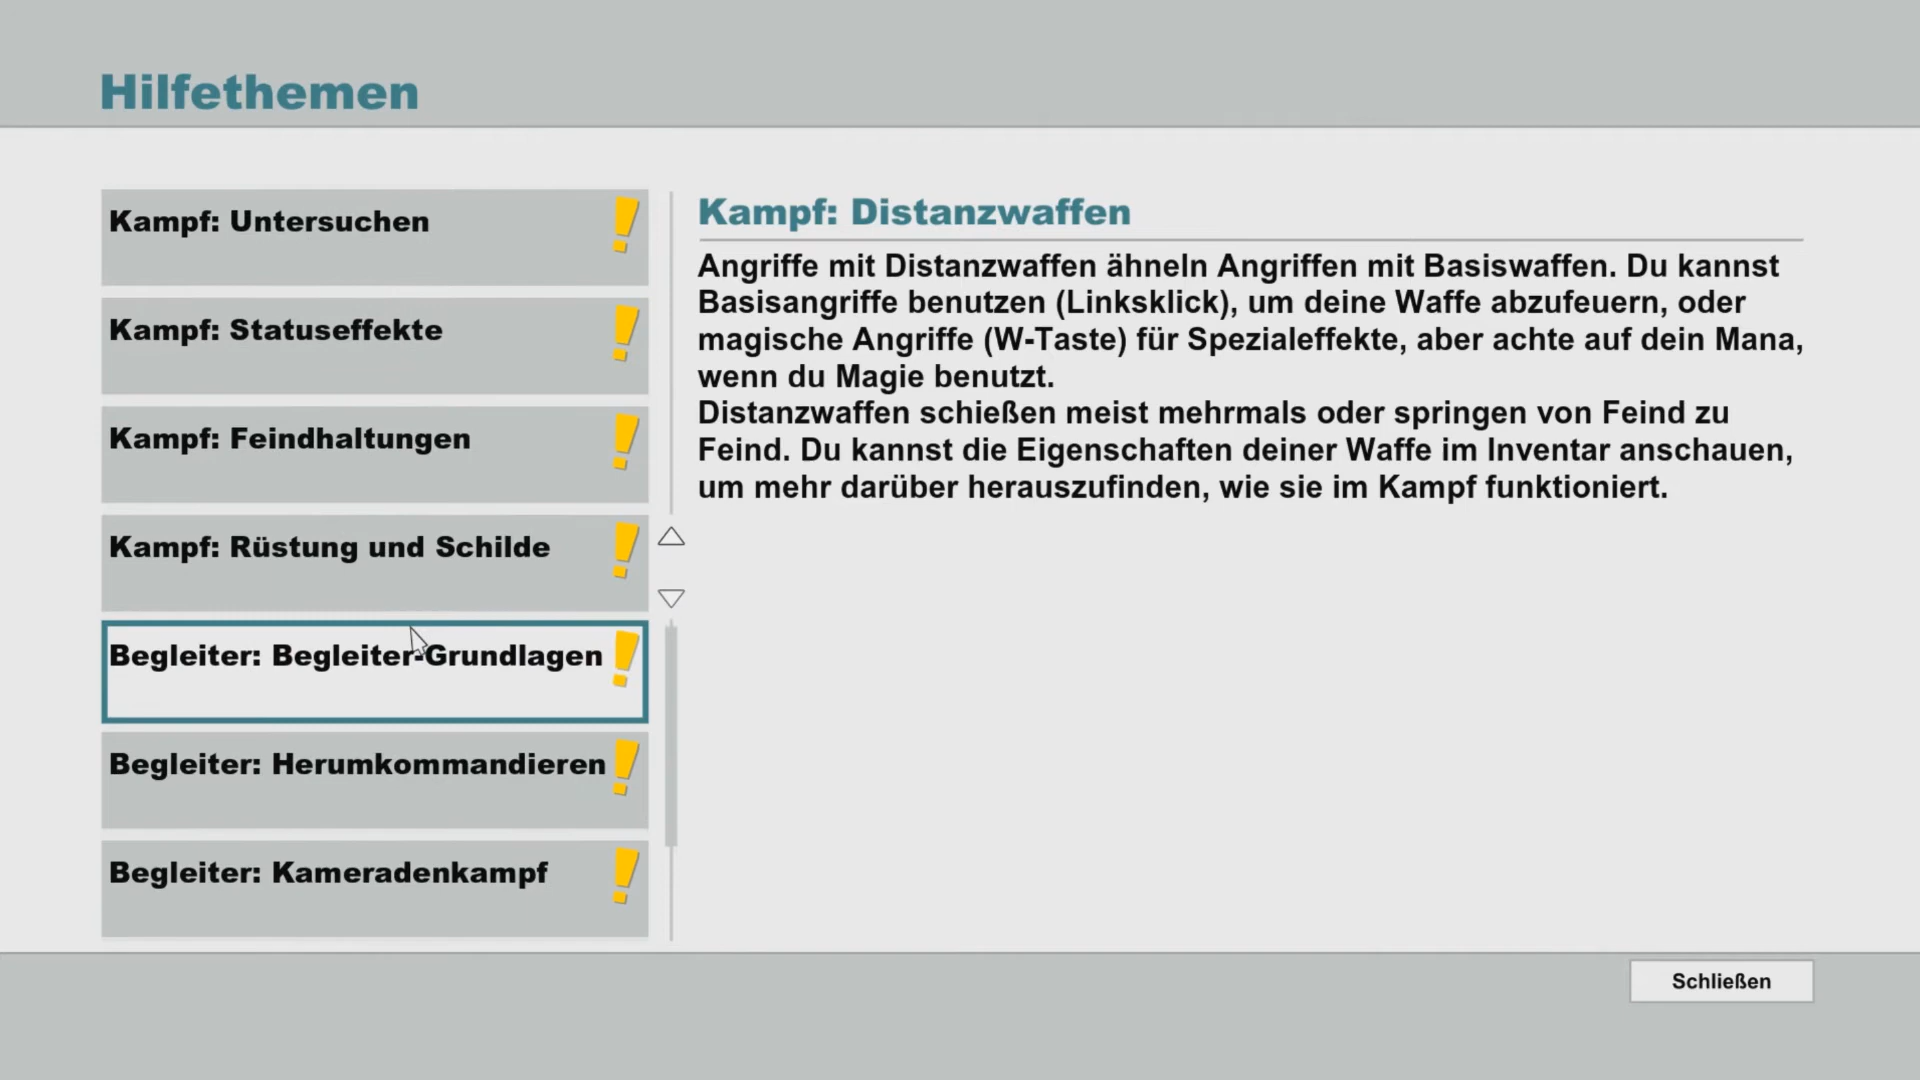 Hilfethemen
Kampf: Untersuchen
Kampf: Statuseffekte
Kampf: Feindhaltungen
Kampf: Rüstung und Schilde
Begleiter: Begleiter-Grundlagen
Begleiter: Herumkommandieren
Begleiter: Kameradenkampf
Kampf: Distanzwaffen
Angriffe mit Distanzwaffen ähneln Angriffen mit Basiswaffen. Du kannst
Basisangriffe benutzen (Linksklick), um deine Waffe abzufeuern, oder
magische Angriffe (W-Taste) für Spezialeffekte, aber achte auf dein Mana,
wenn du Magie benutzt.
Distanzwaffen schießen meist mehrmals oder springen von Feind zu
Feind. Du kannst die Eigenschaften deiner Waffe im Inventar anschauen,
um mehr darüber herauszufinden, wie sie im Kampf funktioniert.
Schließen